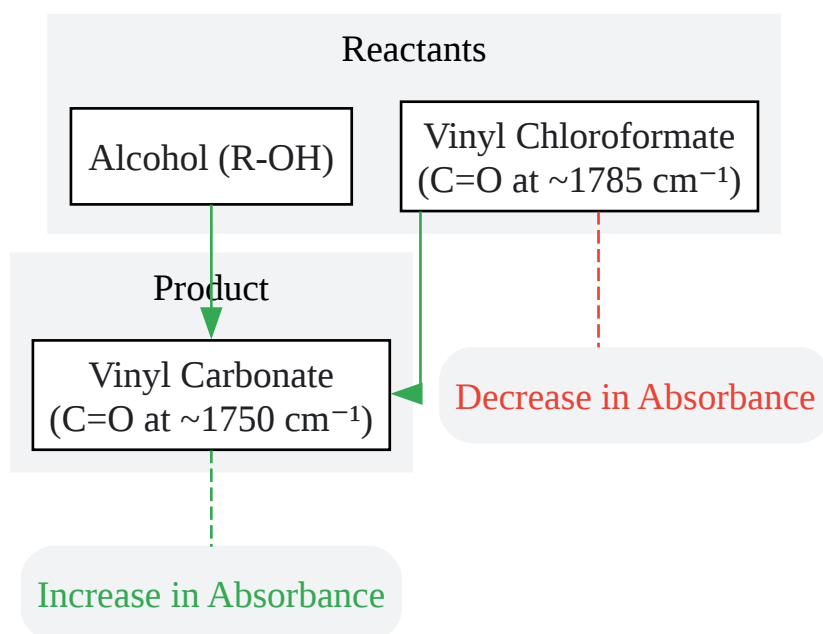 Reactants
Alcohol (R-OH)
Vinyl Chloroformate
(C=O at ~1785 cm⁻¹)
Product
Vinyl Carbonate
(C=O at ~1750 cm⁻¹)
Decrease in Absorbance
Increase in Absorbance